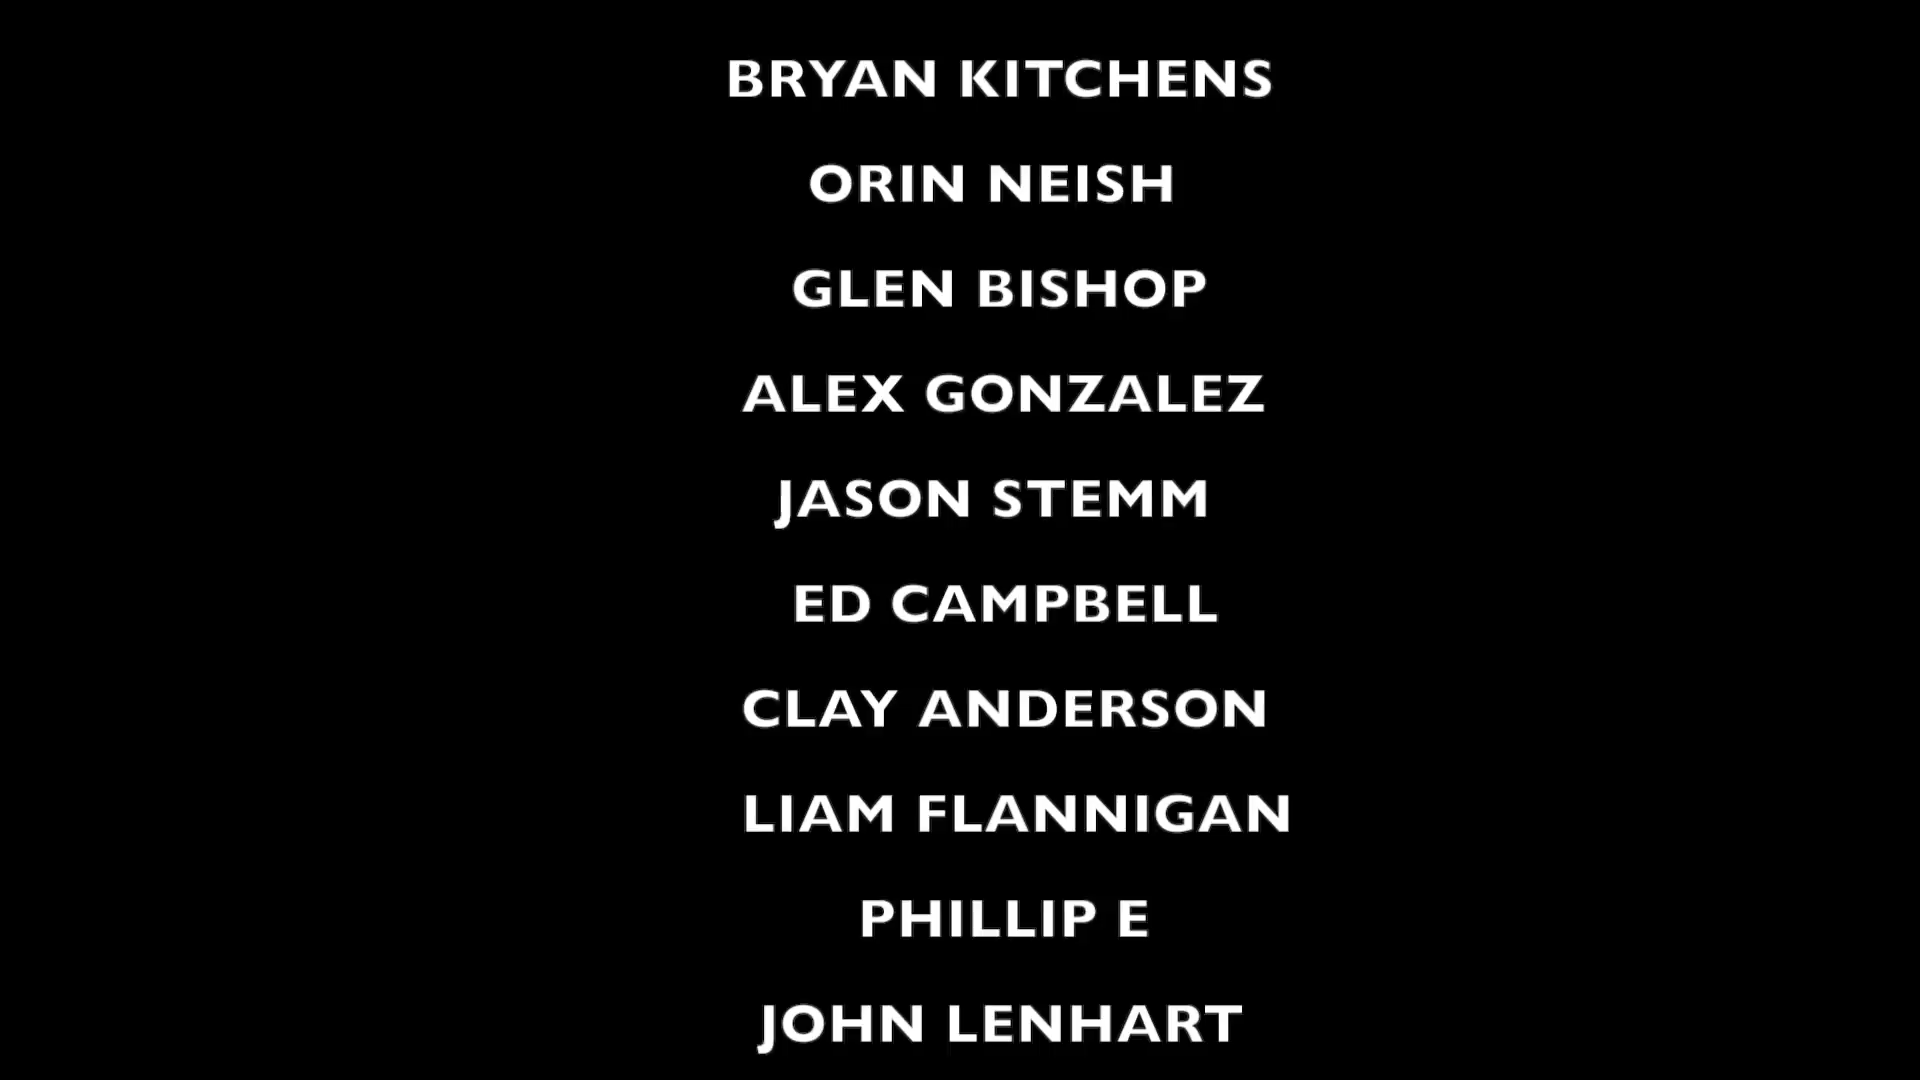 BRYAN KITCHENS
ORIN NEISH
GLEN BISHOP
ALEX GONZALEZ
JASON STEMM
ED CAMPBELL
CLAY ANDERSON
LIAM FLANNIGAN
PHILLIP E
JOHN LENHART